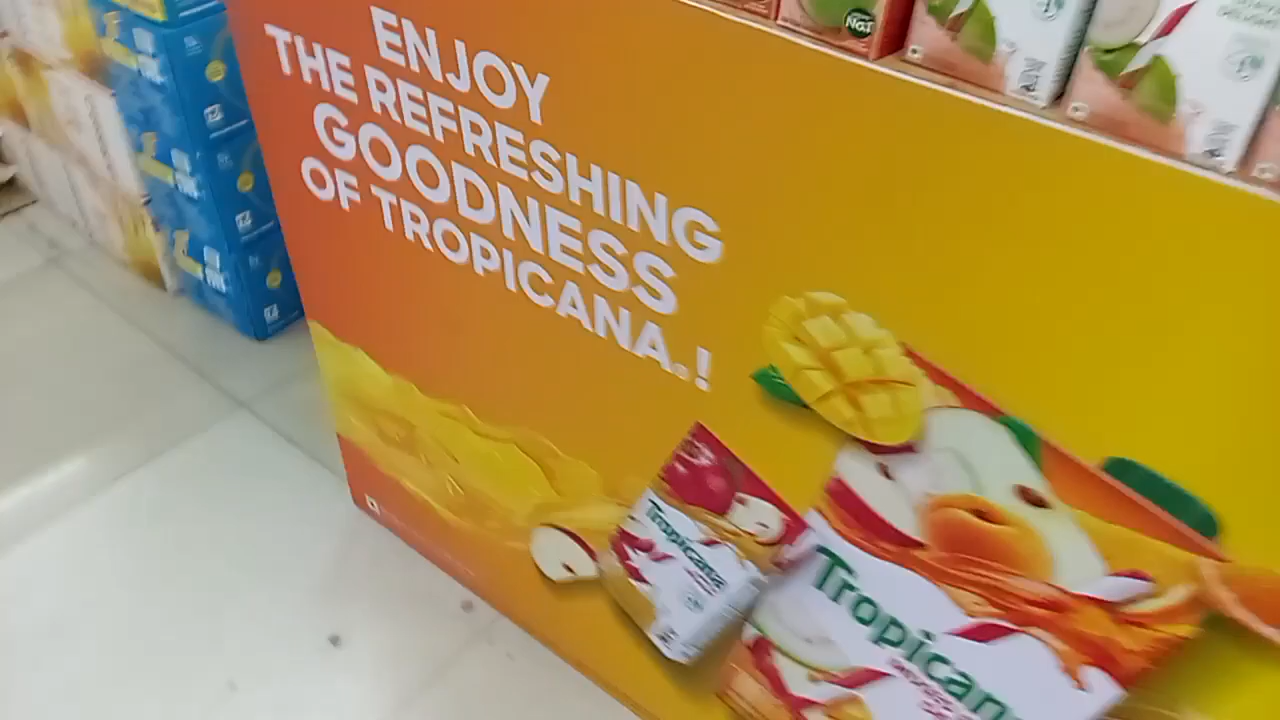 ENJOY
THE REFRESHING
GOODNESS
OF TROPICANA.!
Tropicana
Tropicana